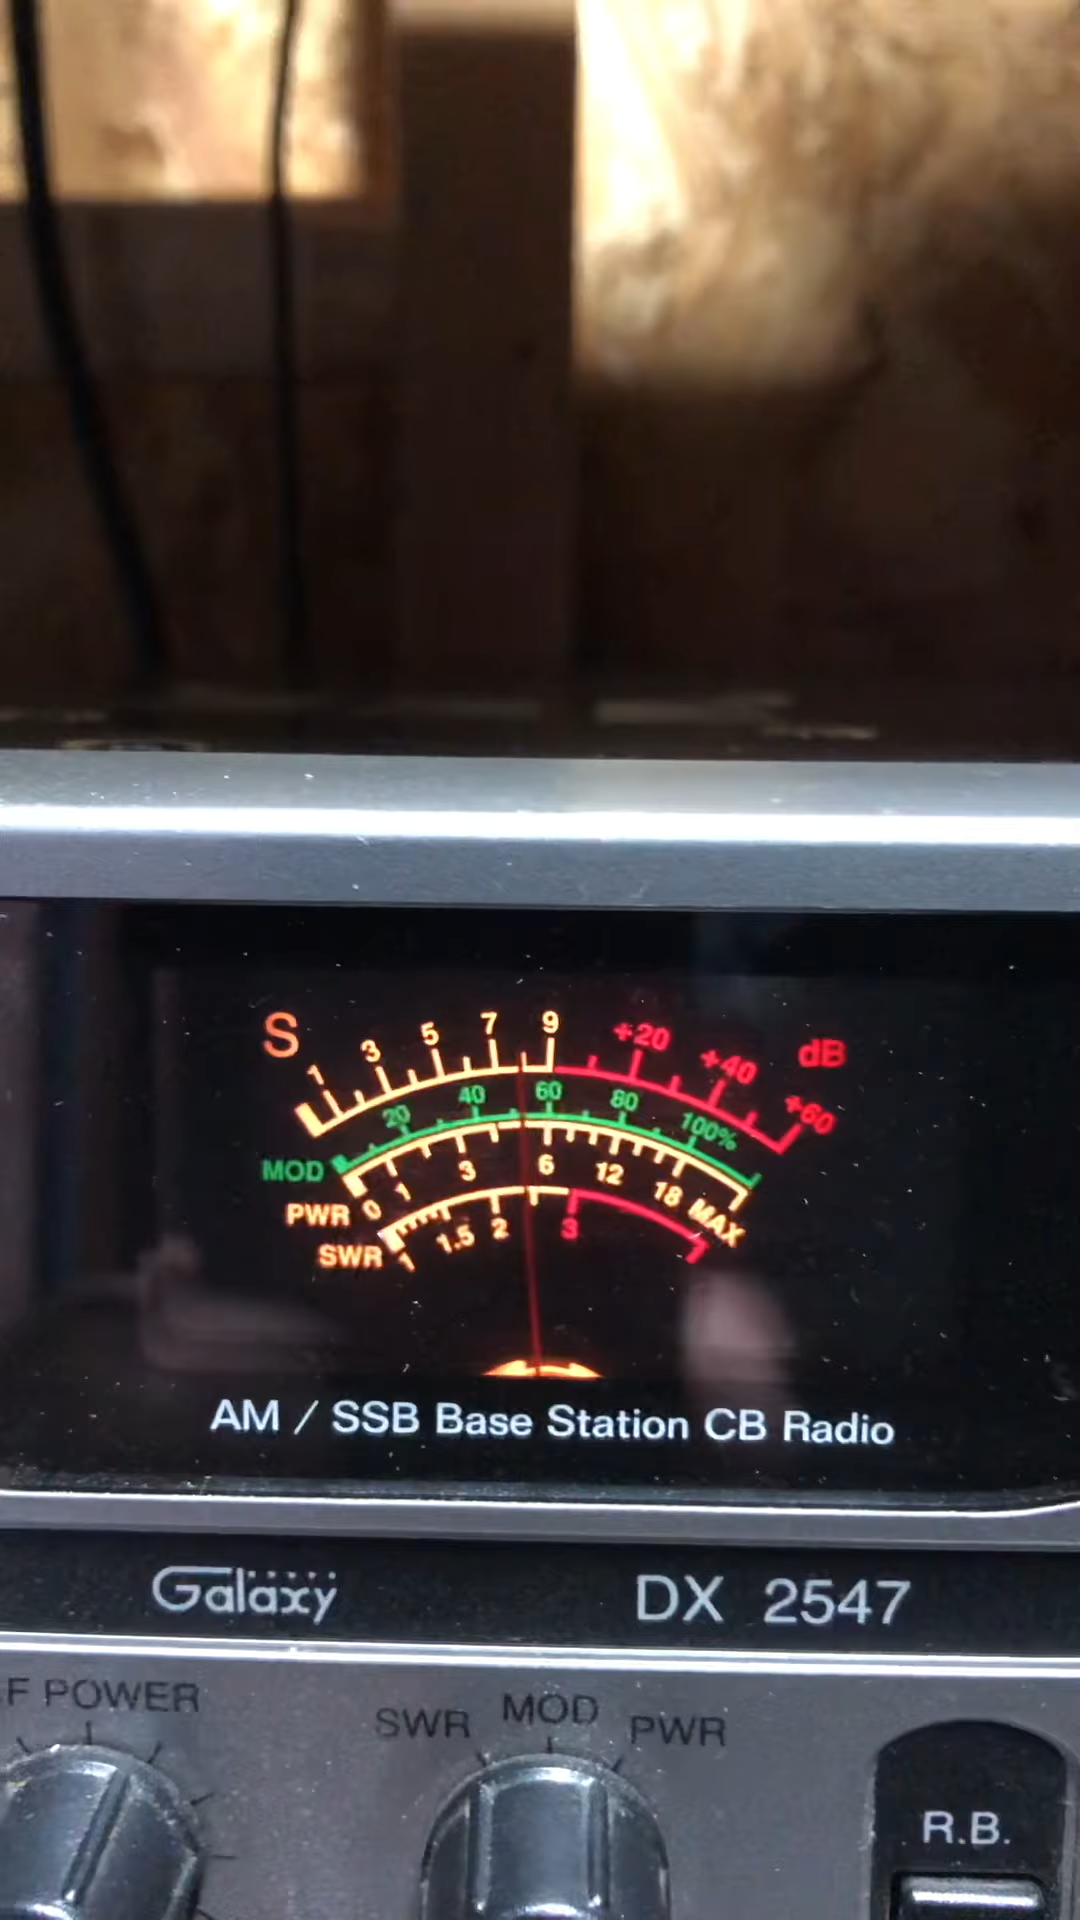 S 1 3 5 7 9 +20 +40 +60 dB
MOD 20 40 60 80 100%
PWR 0 1 3 6 12 18 MAX
SWR 1 1.5 2 3
AM / SSB Base Station CB Radio
Galaxy DX 2547
F POWER
SWR MOD PWR
R.B.